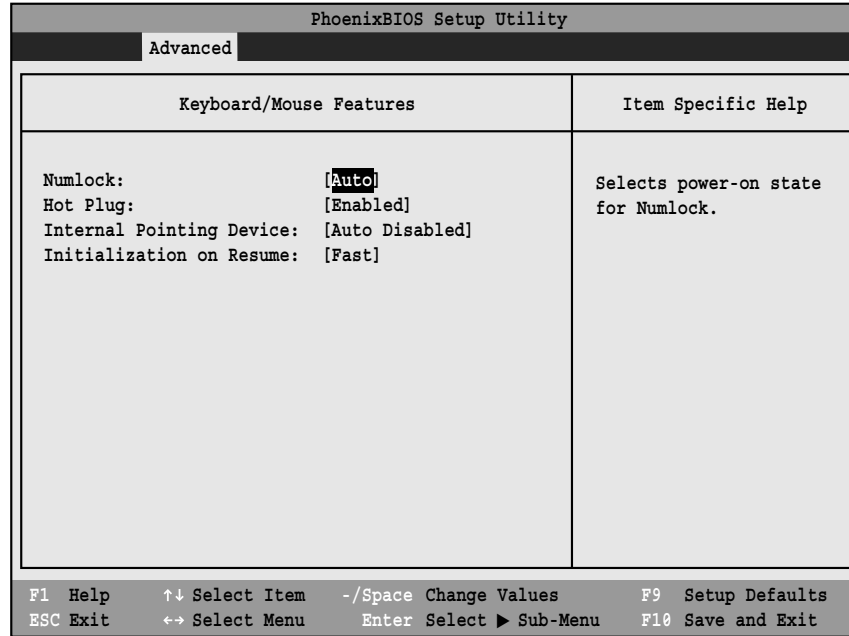 PhoenixBIOS Setup Utility
Advanced
Keyboard/Mouse Features
Item Specific Help
Numlock: [Auto]
Hot Plug: [Enabled]
Internal Pointing Device: [Auto Disabled]
Initialization on Resume: [Fast]
Selects power-on state
for Numlock.
F1 Help ↑↓ Select Item -/Space Change Values F9 Setup Defaults
ESC Exit ←→ Select Menu Enter Select ▶ Sub-Menu F10 Save and Exit